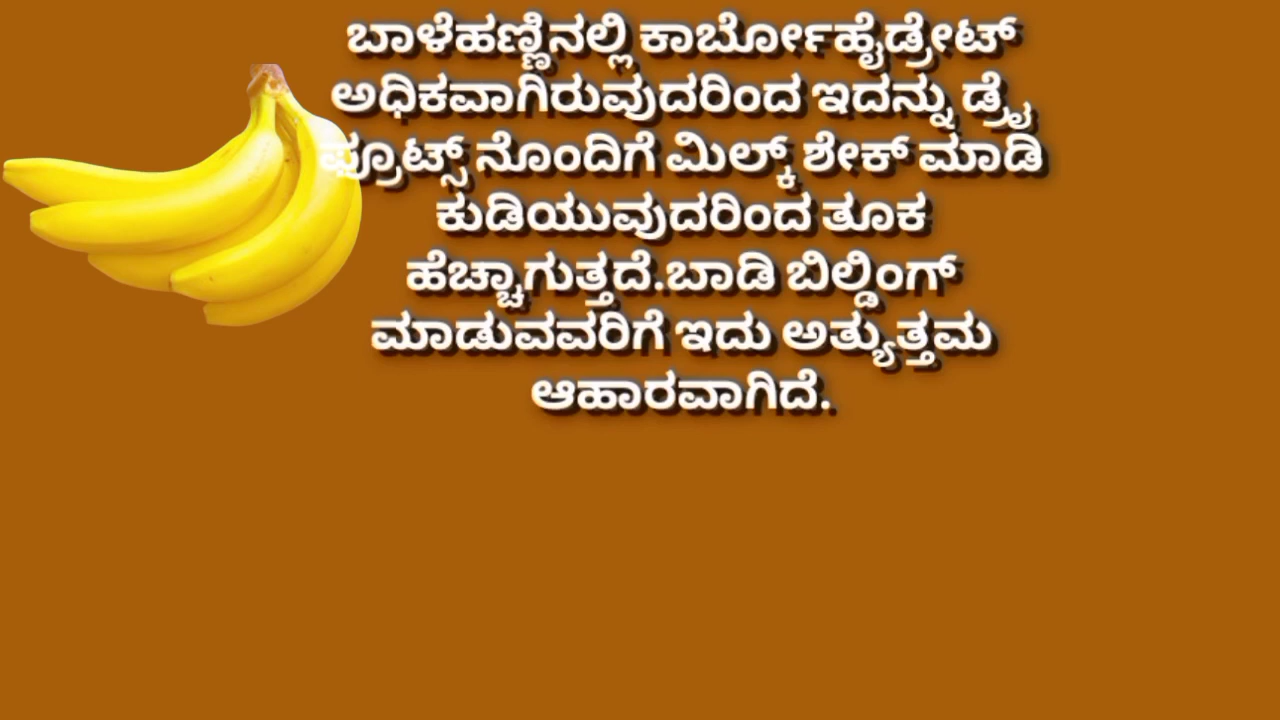 ಬಾಳೆಹಣ್ಣಿನಲ್ಲಿ ಕಾರ್ಬೋಹೈಡ್ರೇಟ್
ಅಧಿಕವಾಗಿರುವುದರಿಂದ ಇದನ್ನು ಡ್ರೈ
ಫ್ರೂಟ್ಸ್ ನೊಂದಿಗೆ ಮಿಲ್ಕ್ ಶೇಕ್ ಮಾಡಿ
ಕುಡಿಯುವುದರಿಂದ ತೂಕ
ಹೆಚ್ಚಾಗುತ್ತದೆ.ಬಾಡಿ ಬಿಲ್ಡಿಂಗ್
ಮಾಡುವವರಿಗೆ ಇದು ಅತ್ಯುತ್ತಮ
ಆಹಾರವಾಗಿದೆ.